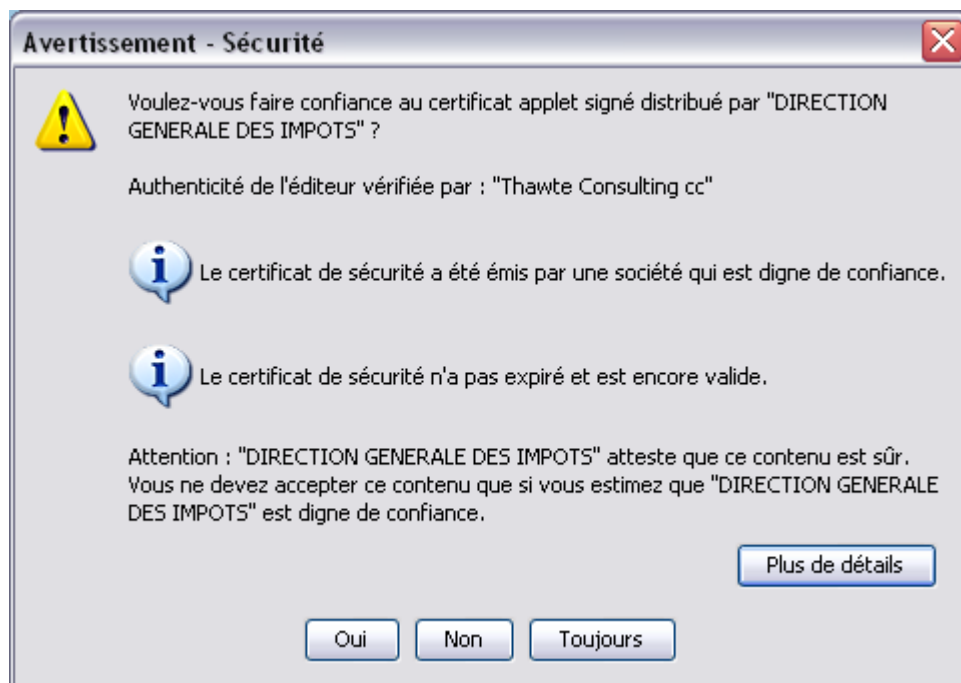 Avertissement - Sécurité
Voulez-vous faire confiance au certificat applet signé distribué par "DIRECTION
GENERALE DES IMPOTS" ?
Authenticité de l'éditeur vérifiée par : "Thawte Consulting cc"
Le certificat de sécurité a été émis par une société qui est digne de confiance.
Le certificat de sécurité n'a pas expiré et est encore valide.
Attention : "DIRECTION GENERALE DES IMPOTS" atteste que ce contenu est sûr.
Vous ne devez accepter ce contenu que si vous estimez que "DIRECTION GENERALE
DES IMPOTS" est digne de confiance.
Plus de détails
Oui Non Toujours